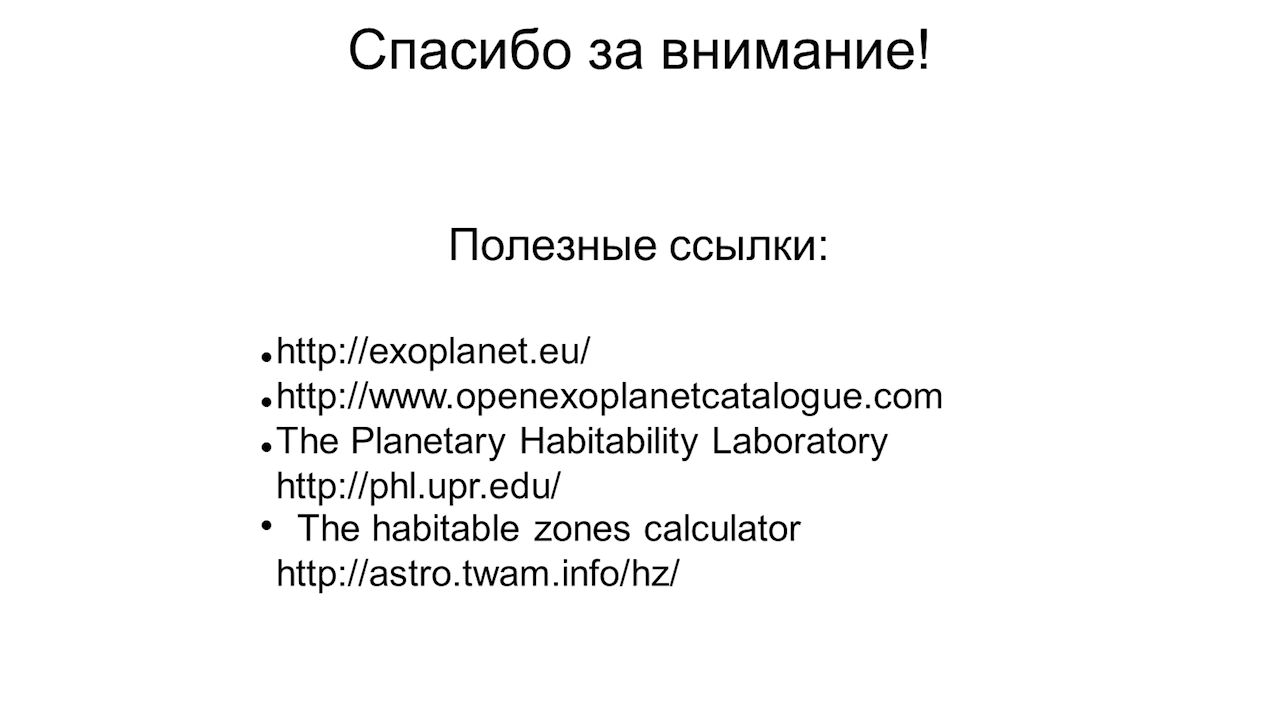 Спасибо за внимание!
Полезные ссылки:
•http://exoplanet.eu/
•http://www.openexoplanetcatalogue.com
•The Planetary Habitability Laboratory
http://phl.upr.edu/
• The habitable zones calculator
http://astro.twam.info/hz/